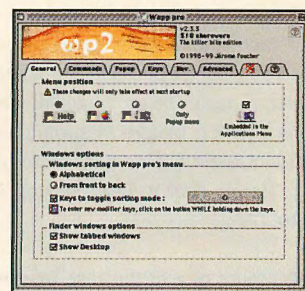 Wapp pro
wp2
v2.3.3
$10 shareware
The killer bite edition
©1998-99 Jérome Foucher
General Commands Popup Keys Nav. Advanced
Menu position
These changes will only take effect at next startup
Help
Only
Popup menu
Embedded in the
Applications Menu
Windows options
Windows sorting in Wapp pro's menu
Alphabetical
From front to back
Keys to toggle sorting mode :
To enter new modifier keys, click on the button WHILE holding down the keys.
Finder windows options
Show tabbed windows
Show Desktop